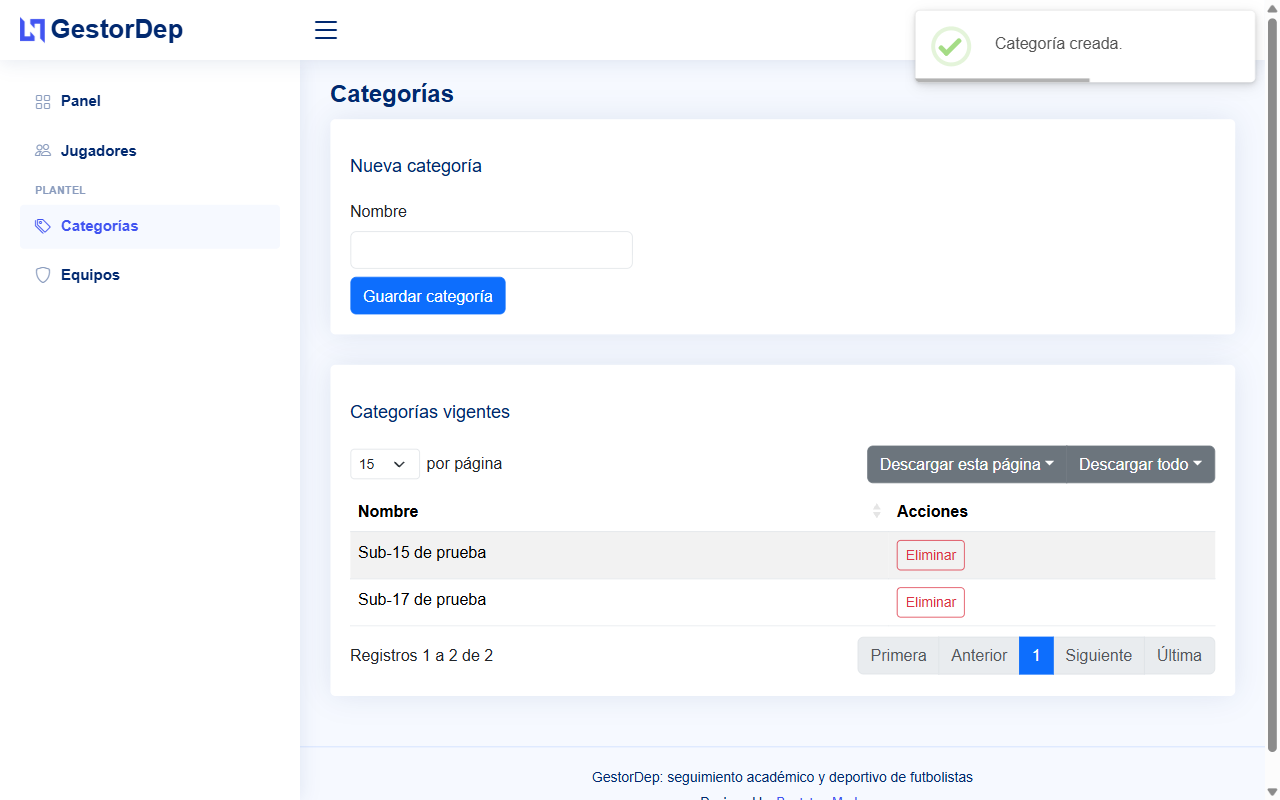 GestorDep
Categoría creada.
Panel
Jugadores
PLANTEL
Categorías
Equipos
Categorías
Nueva categoría
Nombre
Guardar categoría
Categorías vigentes
15 por página
Descargar esta página Descargar todo
Nombre Acciones
Sub-15 de prueba Eliminar
Sub-17 de prueba Eliminar
Registros 1 a 2 de 2
Primera Anterior 1 Siguiente Última
GestorDep: seguimiento académico y deportivo de futbolistas